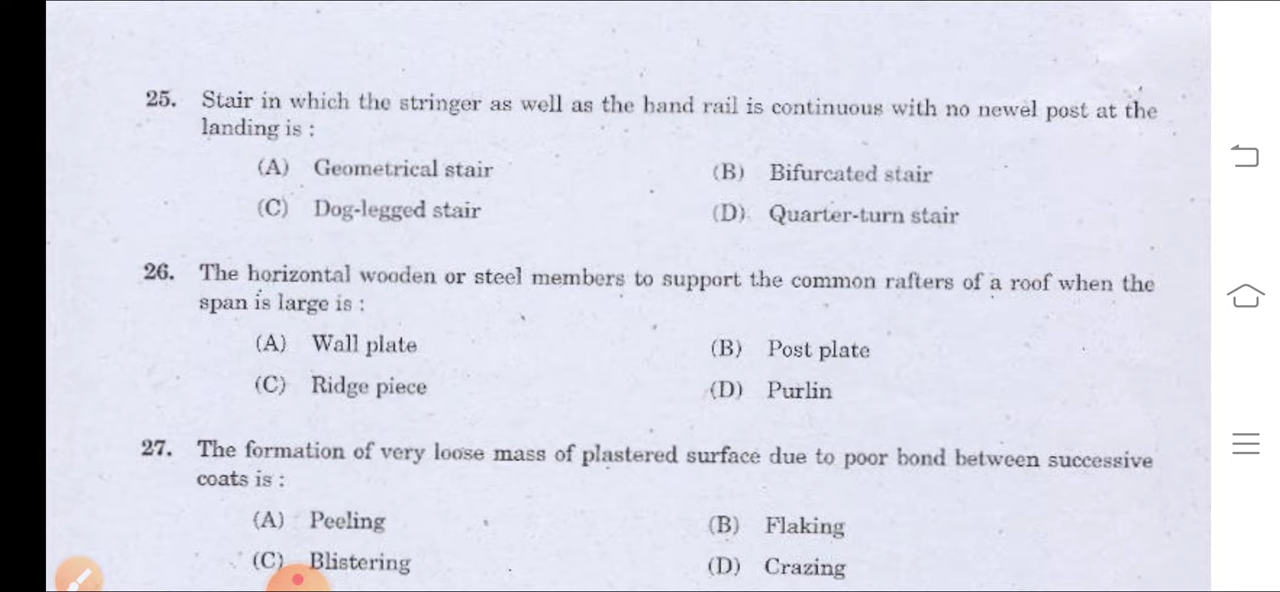 25. Stair in which the stringer as well as the hand rail is continuous with no newel post at the
landing is :
(A) Geometrical stair (B) Bifurcated stair
(C) Dog-legged stair (D) Quarter-turn stair
26. The horizontal wooden or steel members to support the common rafters of a roof when the
span is large is :
(A) Wall plate (B) Post plate
(C) Ridge piece (D) Purlin
27. The formation of very loose mass of plastered surface due to poor bond between successive
coats is :
(A) Peeling (B) Flaking
(C) Blistering (D) Crazing